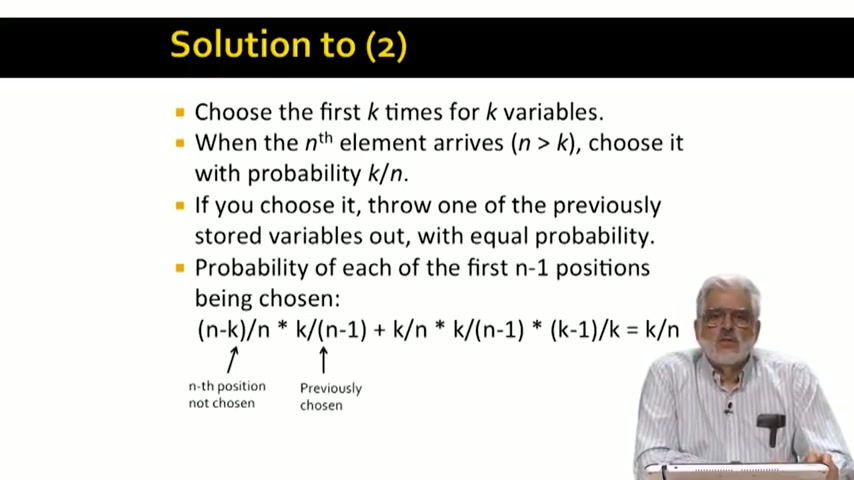 Solution to (2)
Choose the first k times for k variables.
When the nth element arrives (n > k), choose it
with probability k/n.
If you choose it, throw one of the previously
stored variables out, with equal probability.
Probability of each of the first n-1 positions
being chosen:
(n-k)/n * k/(n-1) + k/n * k/(n-1) * (k-1)/k = k/n
n-th position
not chosen
Previously
chosen